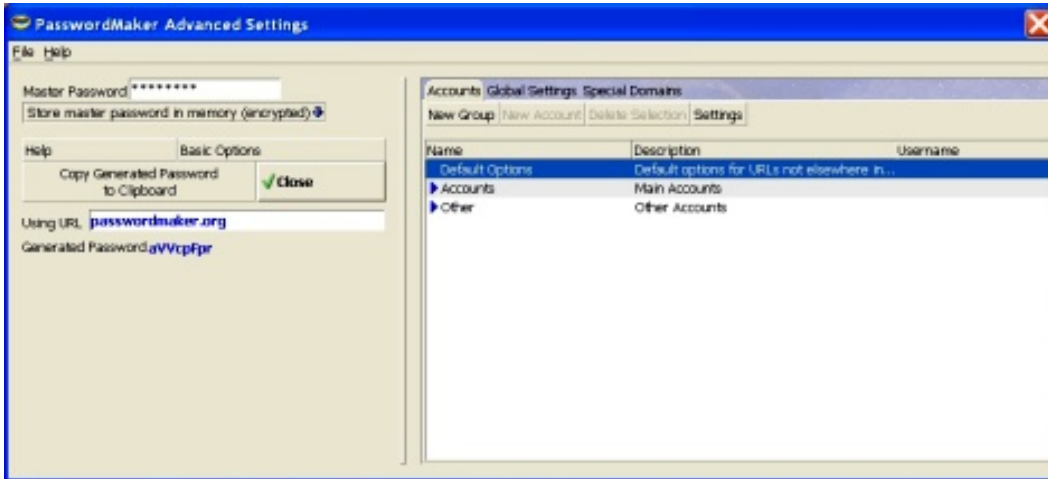 PasswordMaker Advanced Settings
File Help
Master Password ********
Store master password in memory (encrypted)
Help Basic Options
Copy Generated Password
to Clipboard
Close
Using URL passwordmaker.org
Generated Password aVVcpFpr
Accounts Global Settings Special Domains
New Group New Account Delete Selection Settings
Name Description Username
Default Options Default options for URLs not elsewhere in...
Accounts Main Accounts
Other Other Accounts